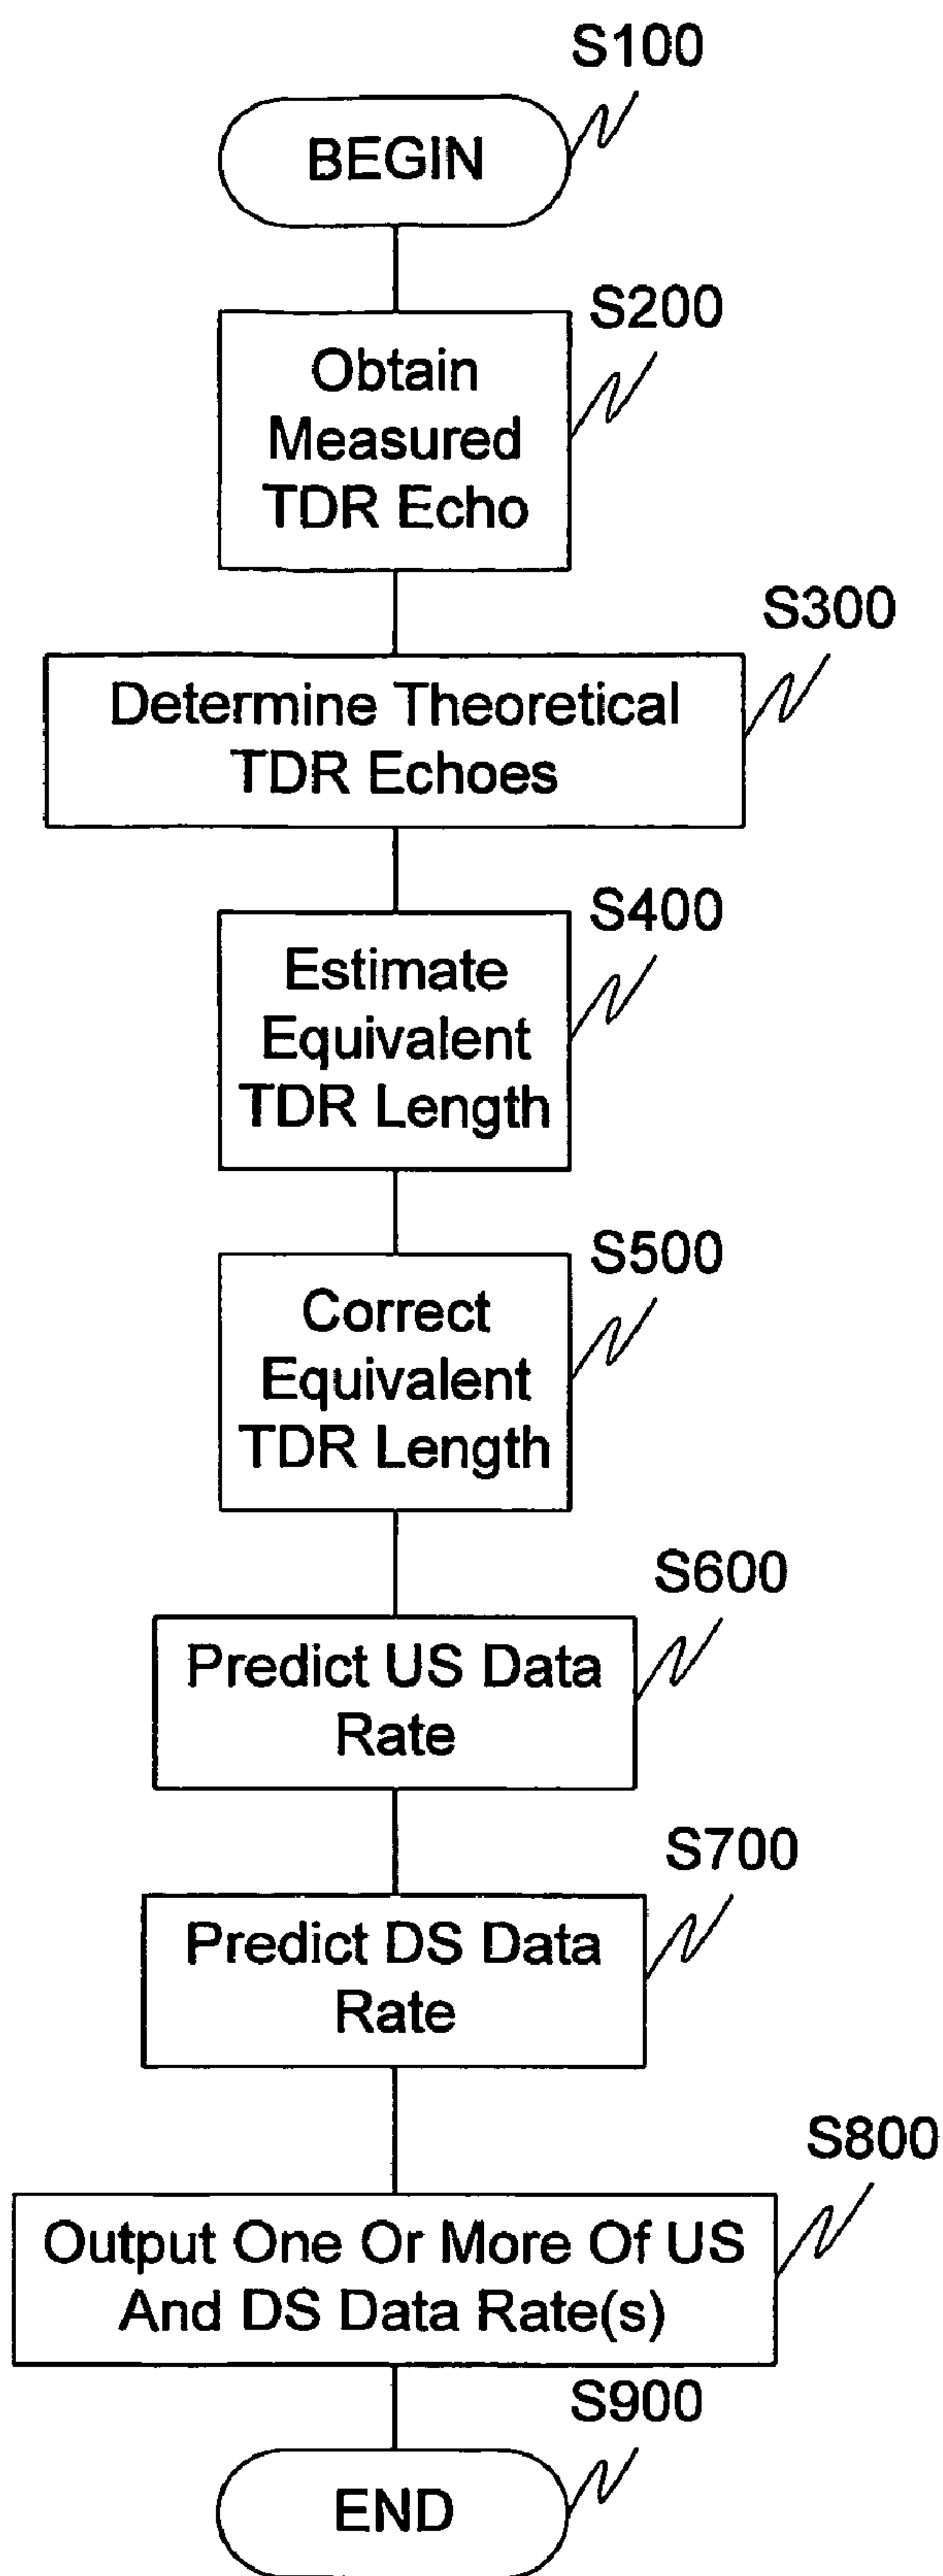 S100
BEGIN
S200
Obtain
Measured
TDR Echo
S300
Determine Theoretical
TDR Echoes
S400
Estimate
Equivalent
TDR Length
S500
Correct
Equivalent
TDR Length
S600
Predict US Data
Rate
S700
Predict DS Data
Rate
S800
Output One Or More Of US
And DS Data Rate(s)
S900
END